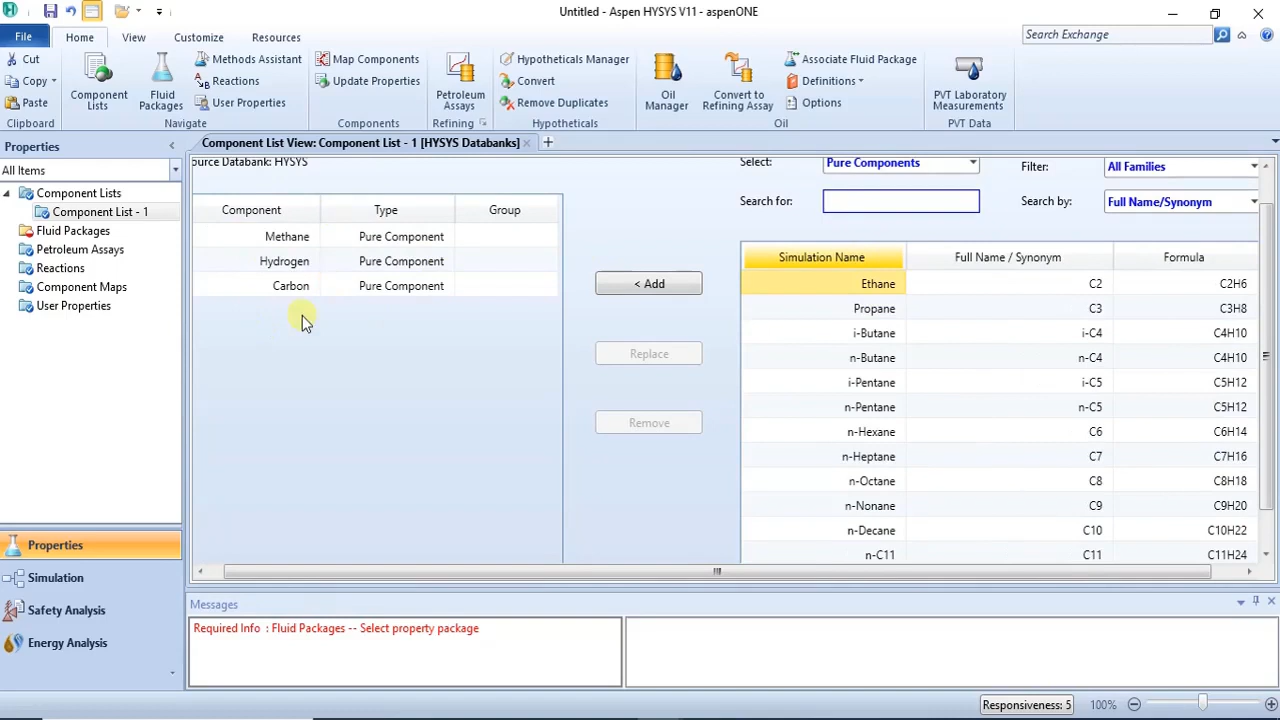 Untitled - Aspen HYSYS V11 - aspenONE
File
Home
View
Customize
Resources
Search Exchange
Cut
Copy
Paste
Clipboard
Component
Lists
Fluid
Packages
Methods Assistant
Reactions
User Properties
Navigate
Map Components
Update Properties
Components
Petroleum
Assays
Refining
Hypotheticals Manager
Convert
Remove Duplicates
Hypotheticals
Oil
Manager
Convert to
Refining Assay
Associate Fluid Package
Definitions
Options
Oil
PVT Laboratory
Measurements
PVT Data
Properties
All Items
Component Lists
Component List - 1
Fluid Packages
Petroleum Assays
Reactions
Component Maps
User Properties
Properties
Simulation
Safety Analysis
Energy Analysis
Component List View: Component List - 1 [HYSYS Databanks]
ource Databank: HYSYS
Component Type Group
Methane Pure Component
Hydrogen Pure Component
Carbon Pure Component
< Add
Replace
Remove
Select: Pure Components
Filter: All Families
Search for:
Search by: Full Name/Synonym
Simulation Name Full Name / Synonym Formula
Ethane C2 C2H6
Propane C3 C3H8
i-Butane i-C4 C4H10
n-Butane n-C4 C4H10
i-Pentane i-C5 C5H12
n-Pentane n-C5 C5H12
n-Hexane C6 C6H14
n-Heptane C7 C7H16
n-Octane C8 C8H18
n-Nonane C9 C9H20
n-Decane C10 C10H22
n-C11 C11 C11H24
Messages
Required Info : Fluid Packages -- Select property package
Responsiveness: 5
100%